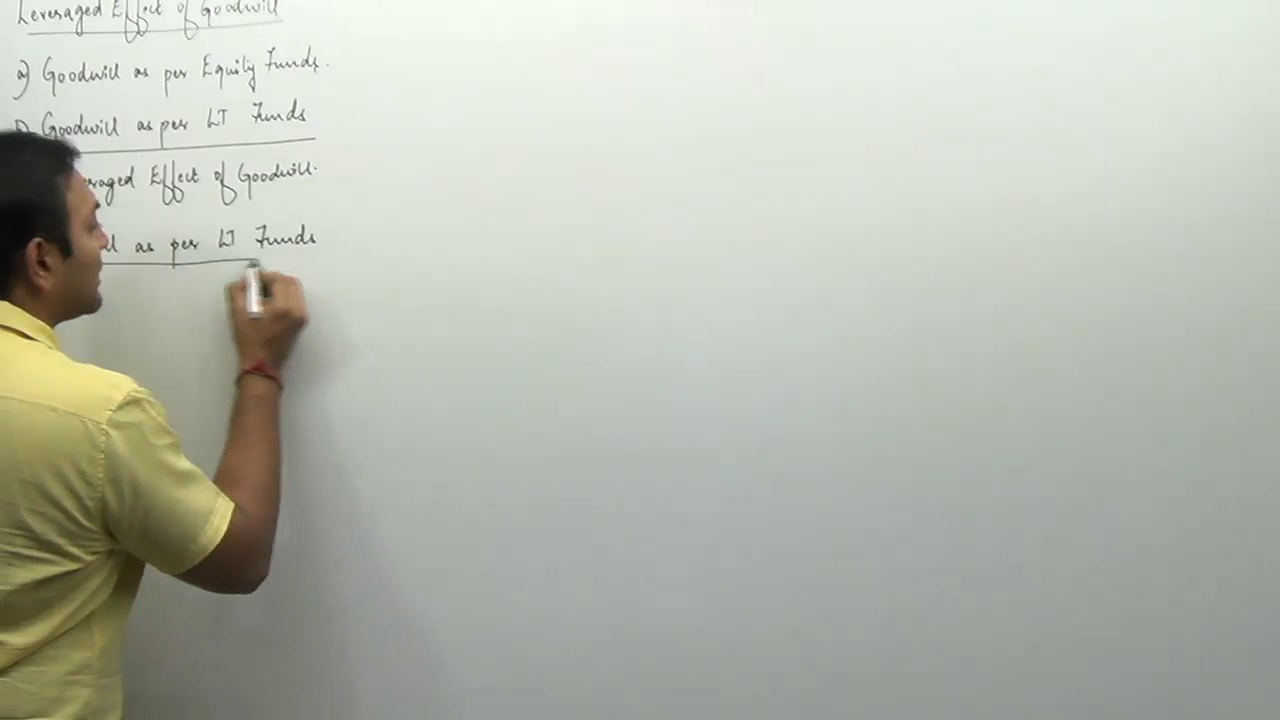 Leveraged Effect of Goodwill
a) Goodwill as per Equity Funds.
Goodwill as per LT Funds
Effect of Goodwill.
as per LT Funds